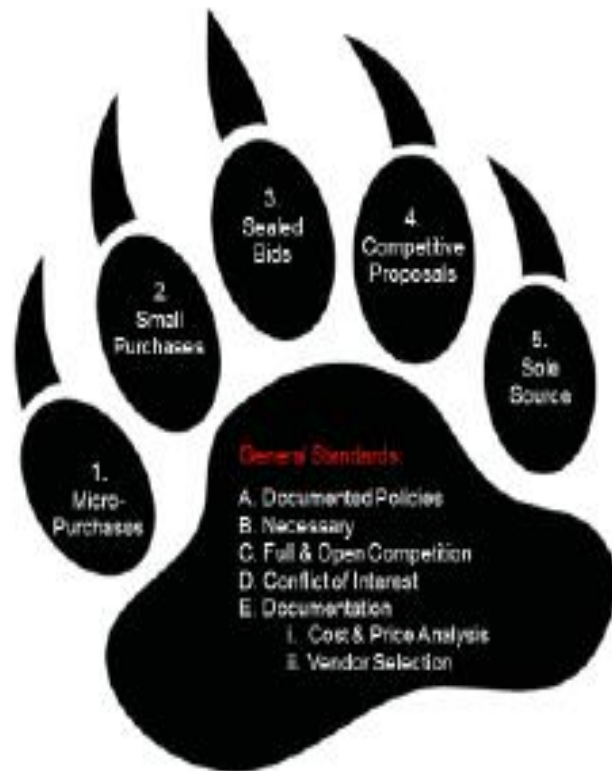 1.
Micro-
Purchases
2.
Small
Purchases
3.
Sealed
Bids
4.
Competitive
Proposals
5.
Sole
Source
General Standards:
A. Documented Policies
B. Necessary
C. Full & Open Competition
D. Conflict of Interest
E. Documentation
i. Cost & Price Analysis
ii. Vendor Selection